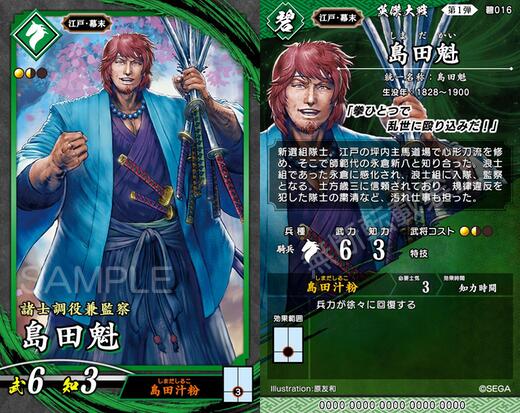 江戸・幕末
SAMPLE
諸士調役兼監察
島田魁
武6 知3
しまだしるこ
島田汁粉
3
碧
江戸・幕末
英傑大戦
第1弾
碧016
しまだ かい
島田魁
統一名称：島田魁
生没年：1828～1900
「拳ひとつで
乱世に殴り込みだ！」
新選組隊士。江戸の坪内主馬道場で心形刀流を修
め、そこで師範代の永倉新八と知り合った。浪士
組であった永倉に感化され、浪士組に入隊、監察
となる。土方歳三に信頼されており、規律違反を
犯した隊士の粛清など、汚れ仕事も担った。
兵種 武力 知力 武将コスト
騎兵 6 3 特技
しまだしるこ
島田汁粉
必要士気
3
効果時間
知力時間
兵力が徐々に回復する
効果範囲
Illustration:原友和
©SEGA
0000-0000-0000-0000-0000